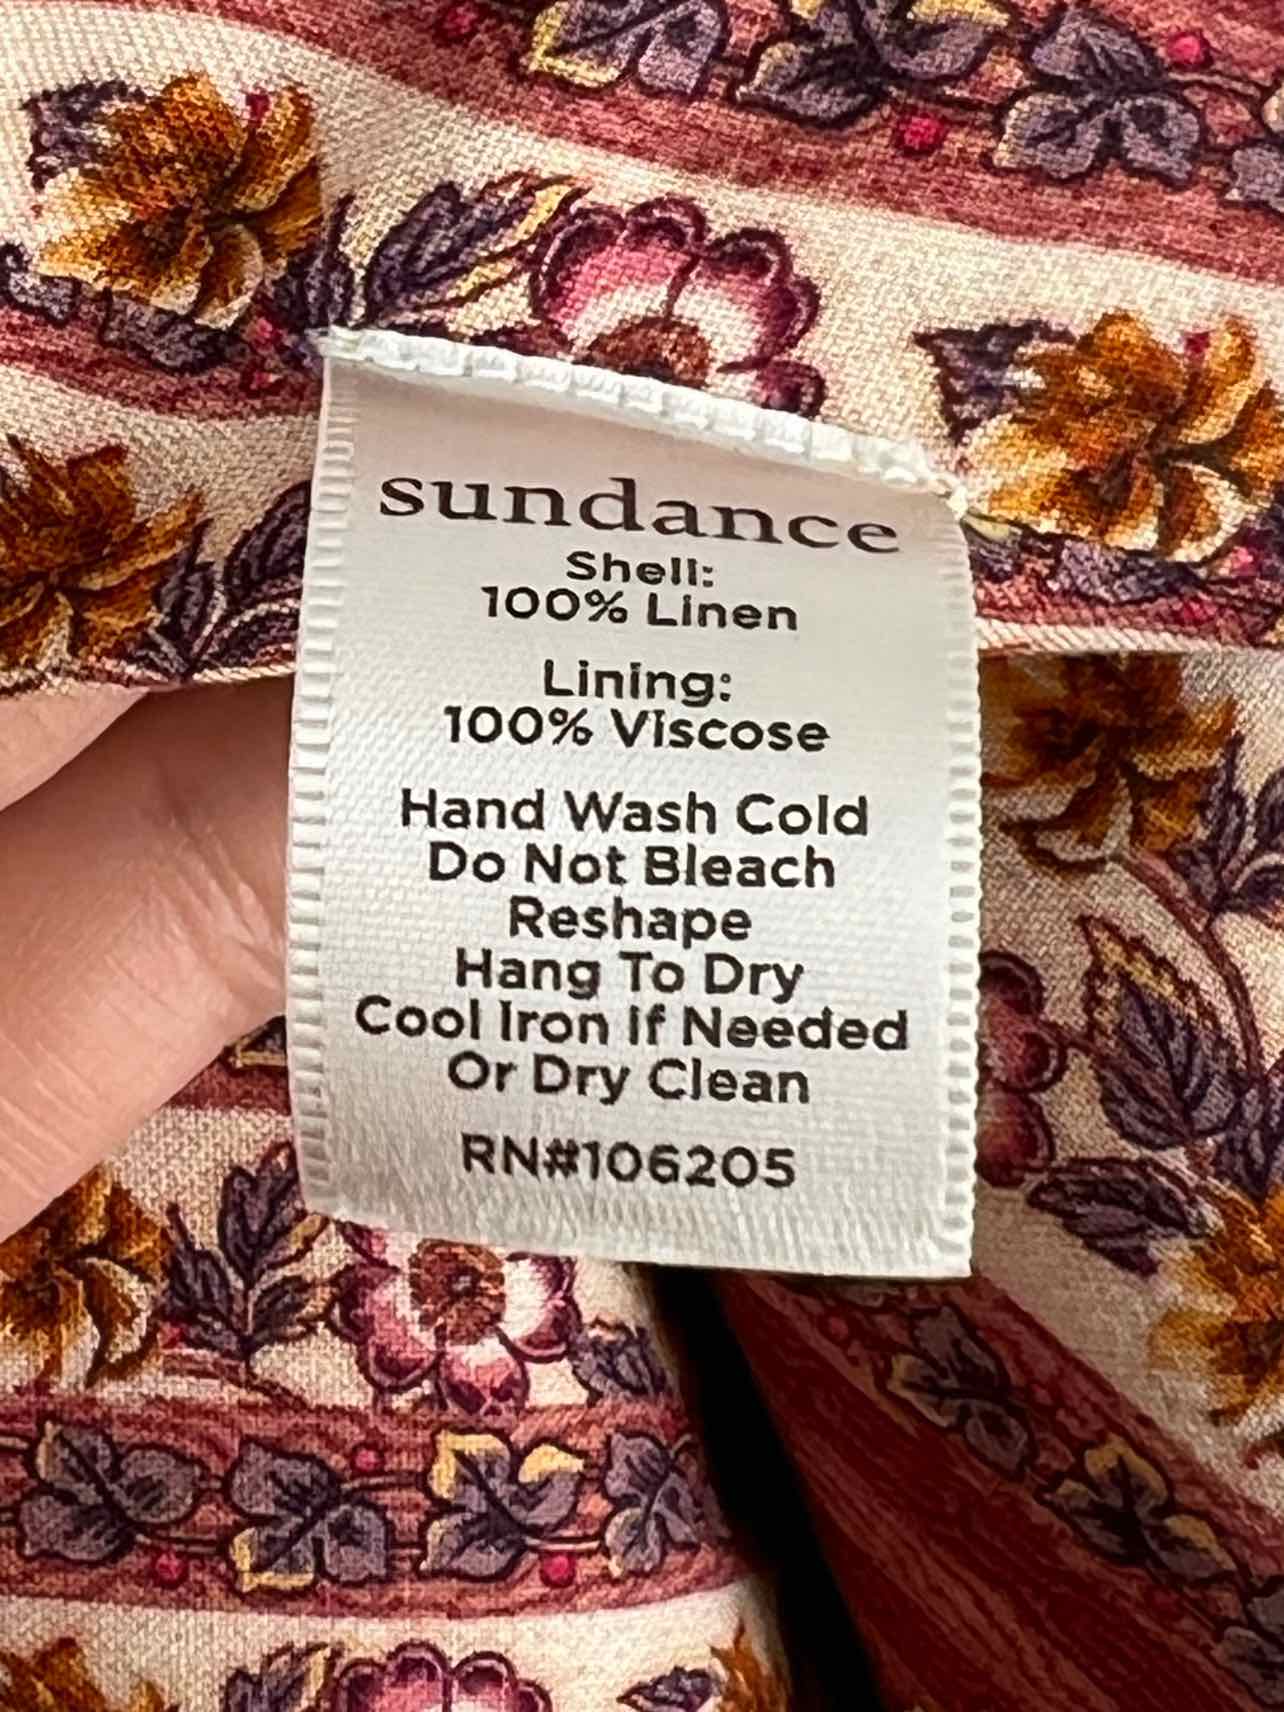 sundance
Shell:
100% Linen
Lining:
100% Viscose
Hand Wash Cold
Do Not Bleach
Reshape
Hang To Dry
Cool Iron If Needed
Or Dry Clean
RN#106205